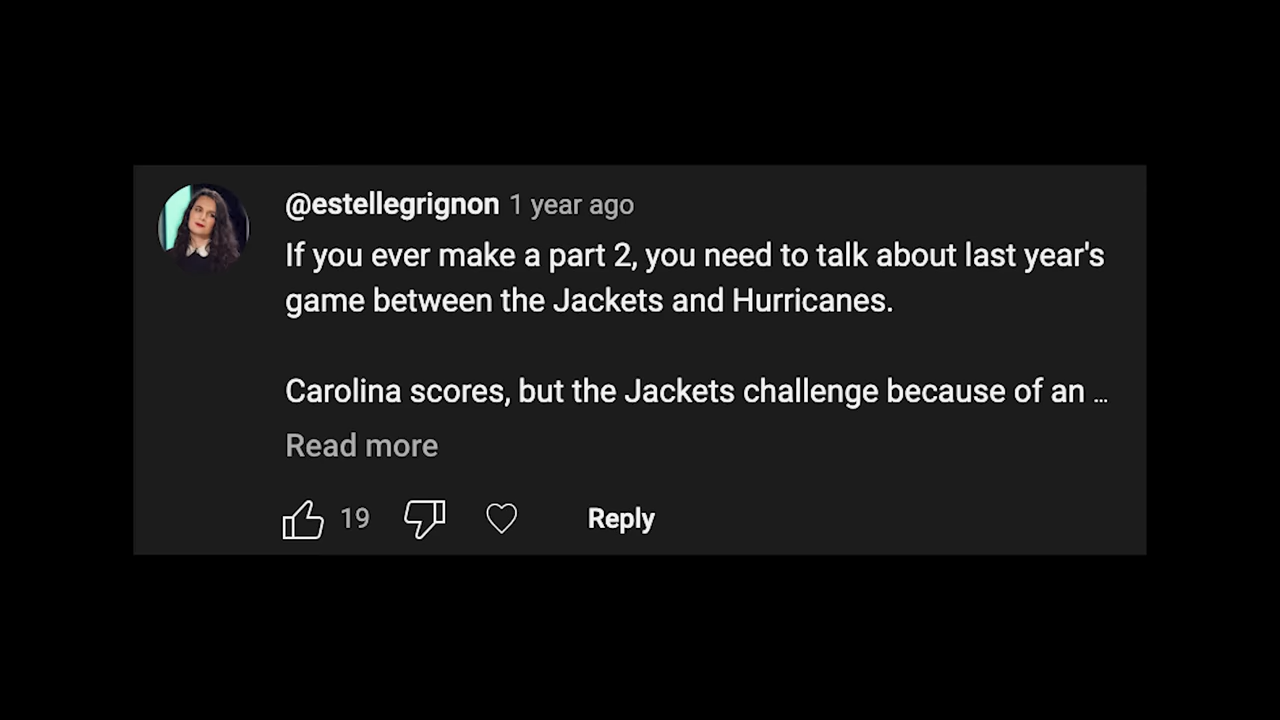 @estellegrignon 1 year ago
If you ever make a part 2, you need to talk about last year's
game between the Jackets and Hurricanes.
Carolina scores, but the Jackets challenge because of an ...
Read more
19 Reply